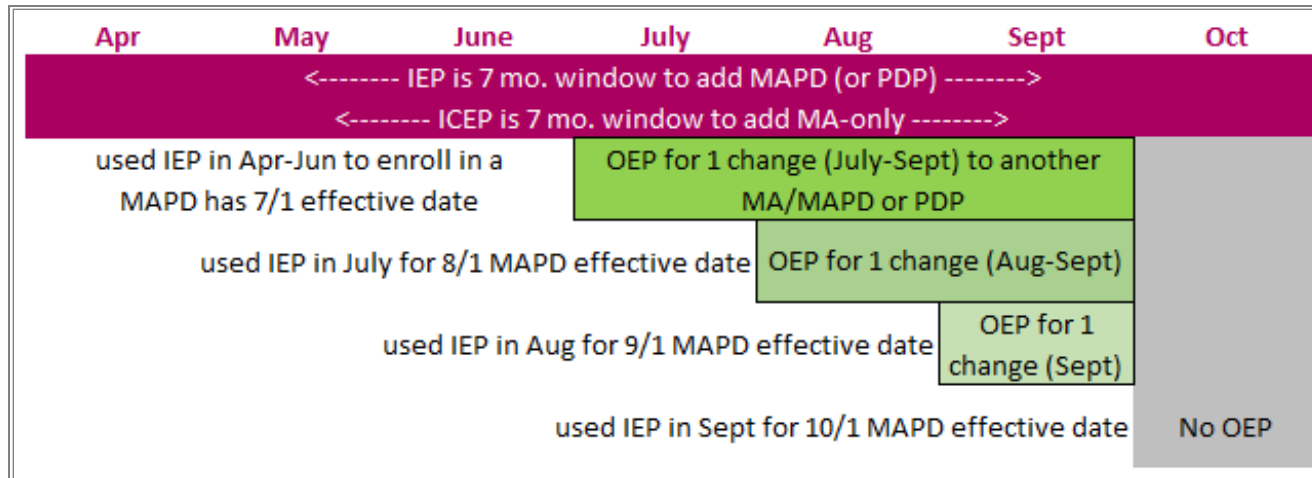 Apr May June July Aug Sept Oct
<-------- IEP is 7 mo. window to add MAPD (or PDP) -------->
<-------- ICEP is 7 mo. window to add MA-only -------->
used IEP in Apr-Jun to enroll in a
MAPD has 7/1 effective date
OEP for 1 change (July-Sept) to another
MA/MAPD or PDP
used IEP in July for 8/1 MAPD effective date
OEP for 1 change (Aug-Sept)
used IEP in Aug for 9/1 MAPD effective date
OEP for 1
change (Sept)
used IEP in Sept for 10/1 MAPD effective date
No OEP